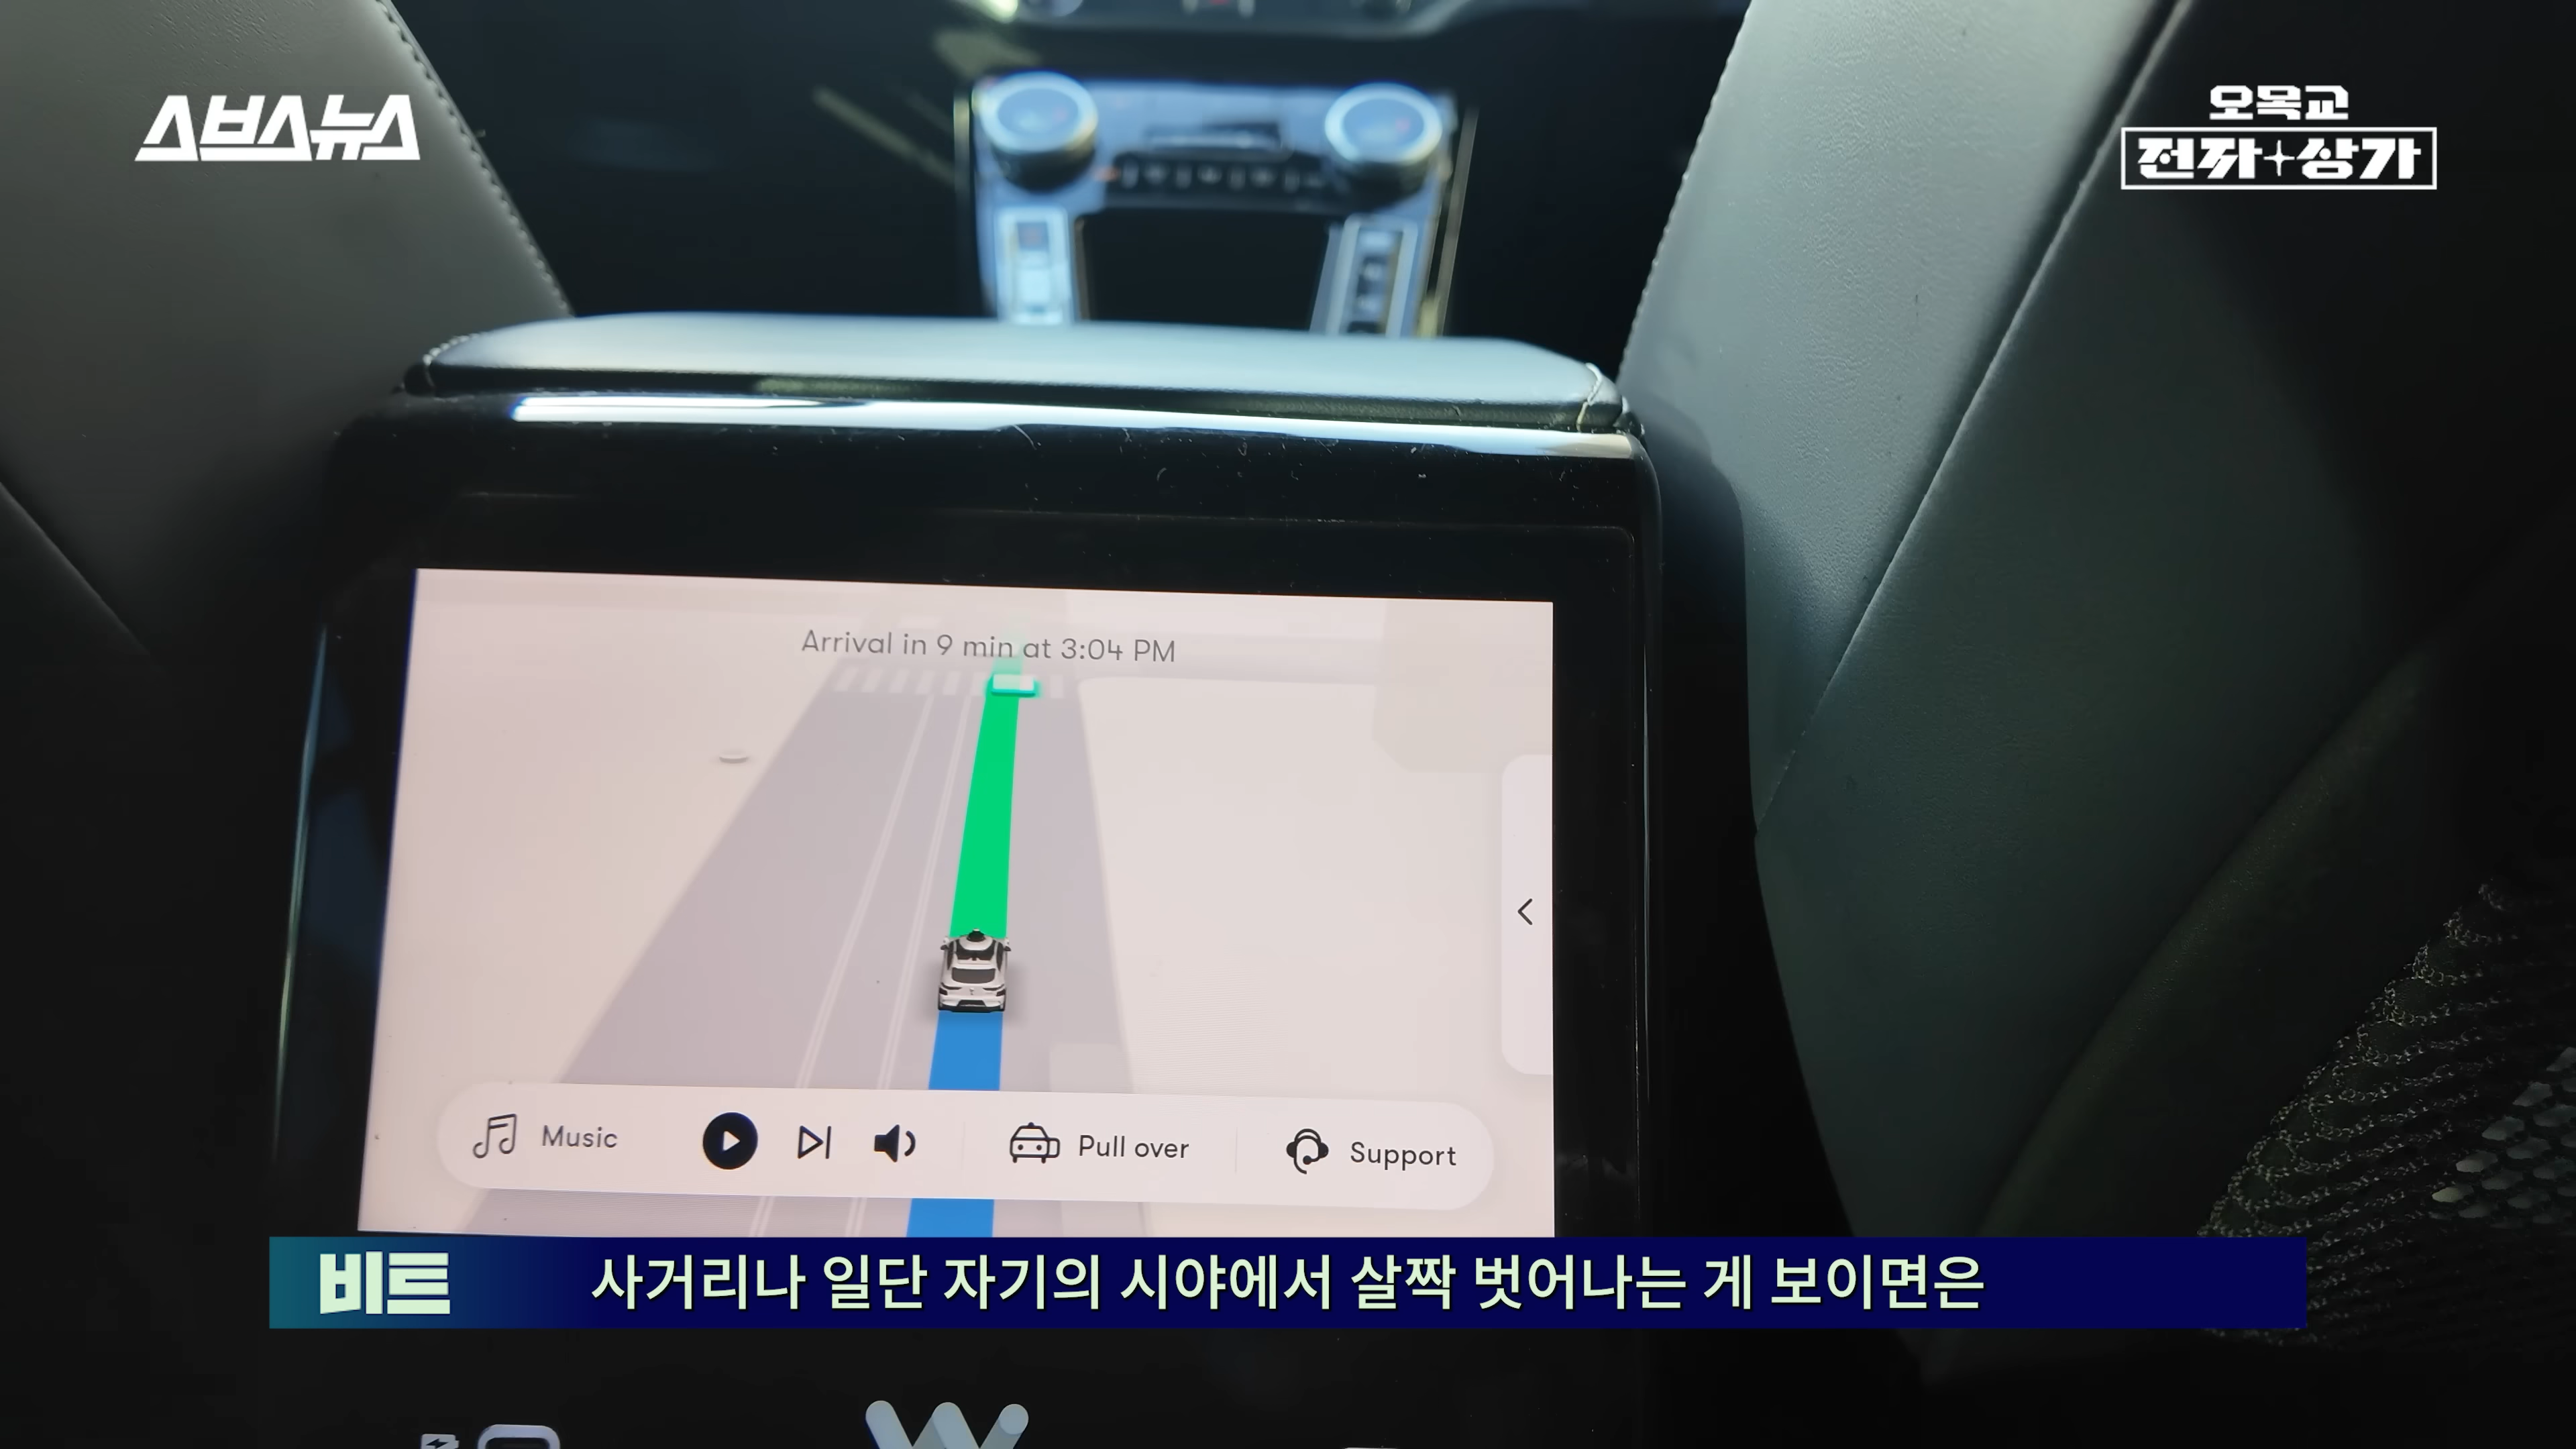 스브스뉴스
오목교
전자상가
Arrival in 9 min at 3:04 PM
Music
Pull over
Support
비트
사거리나 일단 자기의 시야에서 살짝 벗어나는 게 보이면은